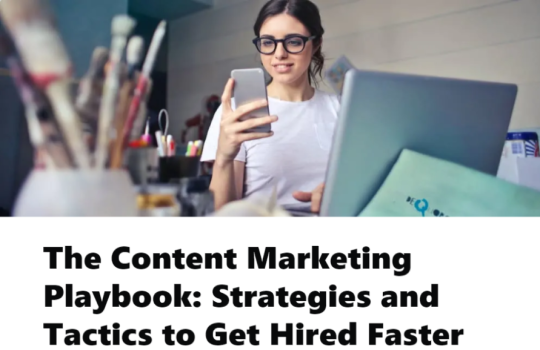 The Content Marketing
Playbook: Strategies and
Tactics to Get Hired Faster